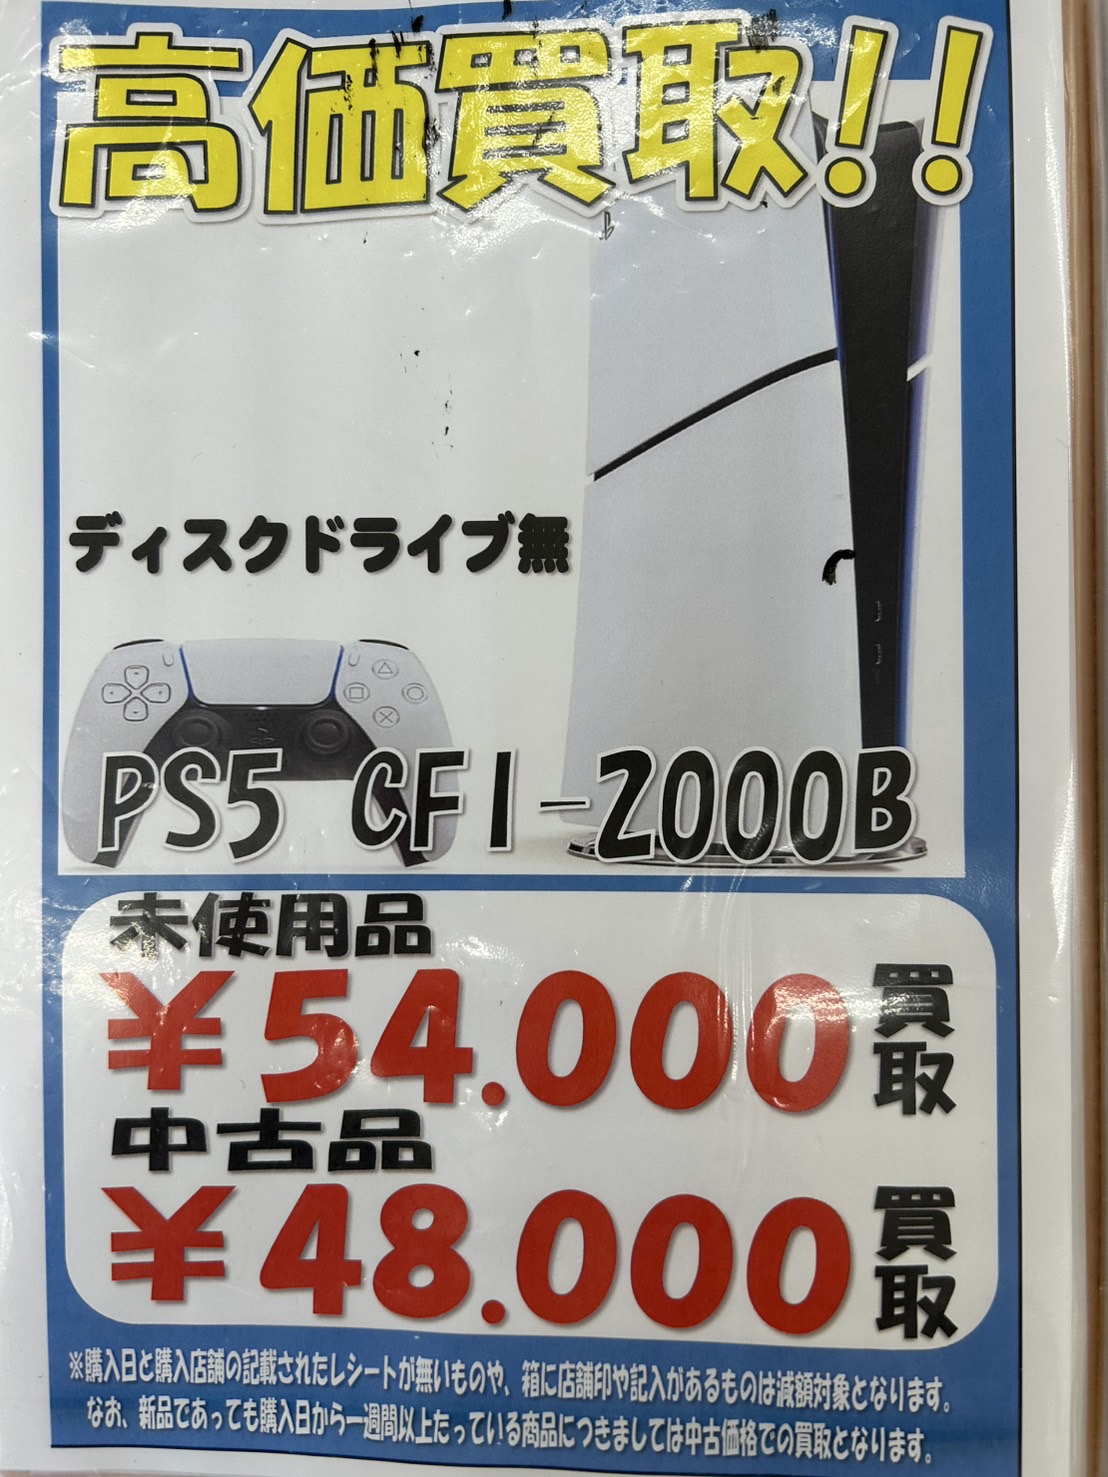 高価買取!!
ディスクドライブ無
PS5 CFI-2000B
未使用品
¥54.000買取
中古品
¥48.000買取
※購入日と購入店舗の記載されたレシートが無いものや、箱に店舗印や記入があるものは減額対象となります。
なお、新品であっても購入日から一週間以上たっている商品につきましては中古価格での買取となります。